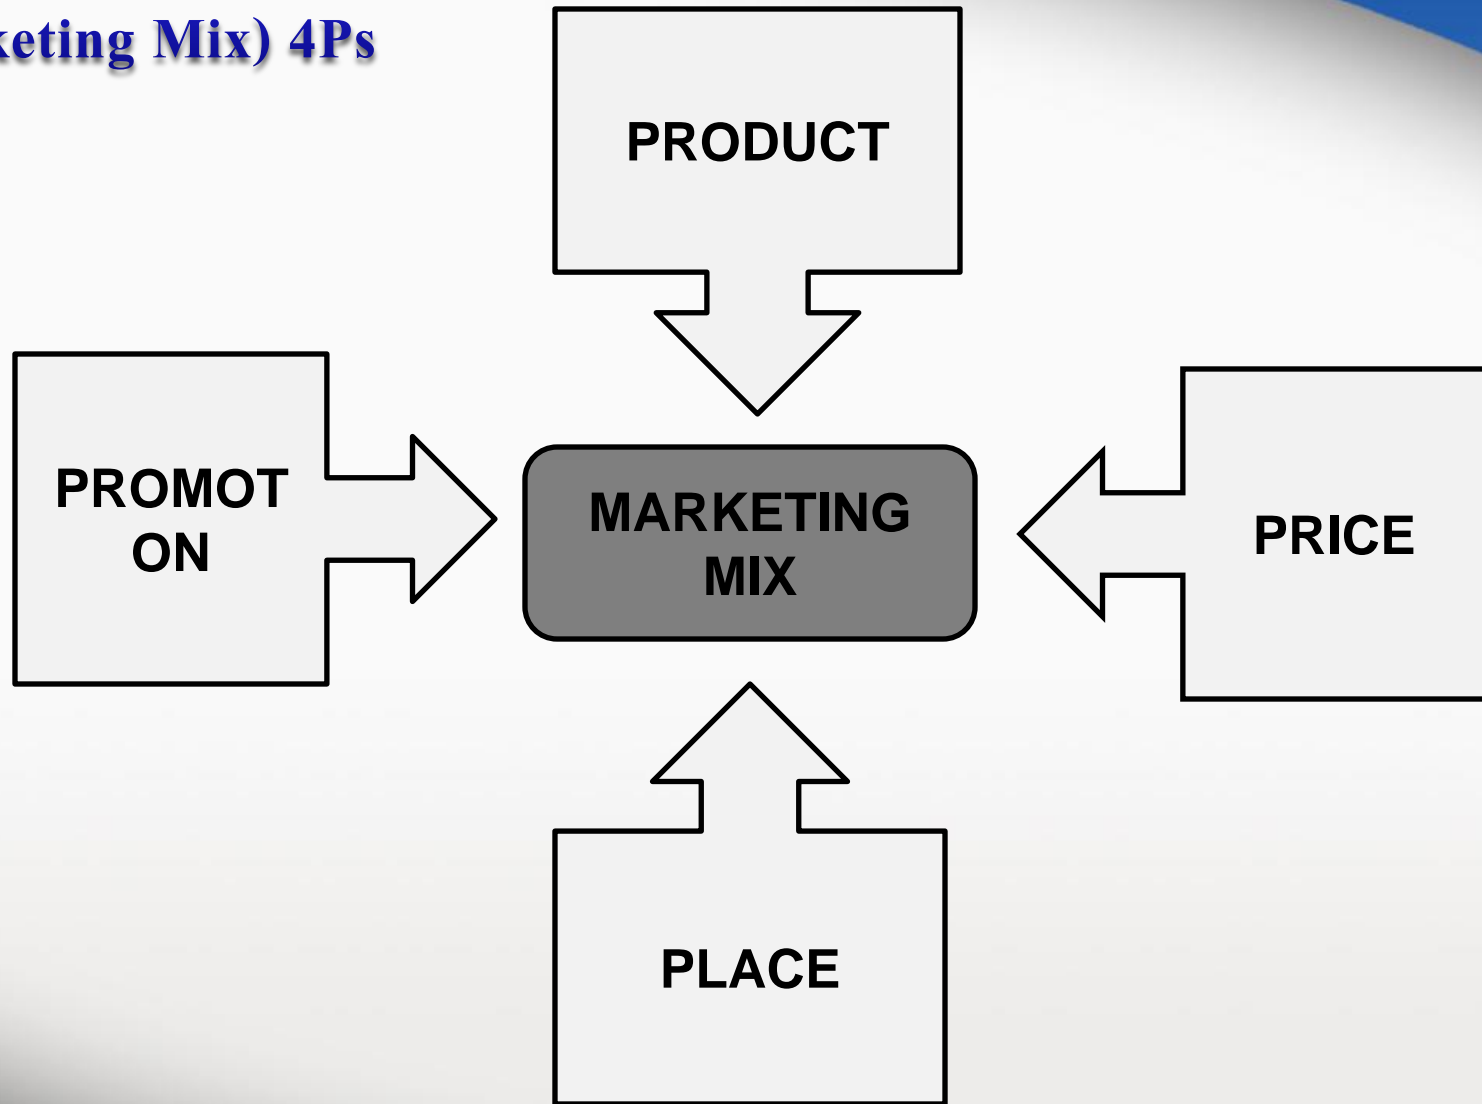 keting Mix) 4Ps
PRODUCT
PROMOT
ON
MARKETING
MIX
PRICE
PLACE